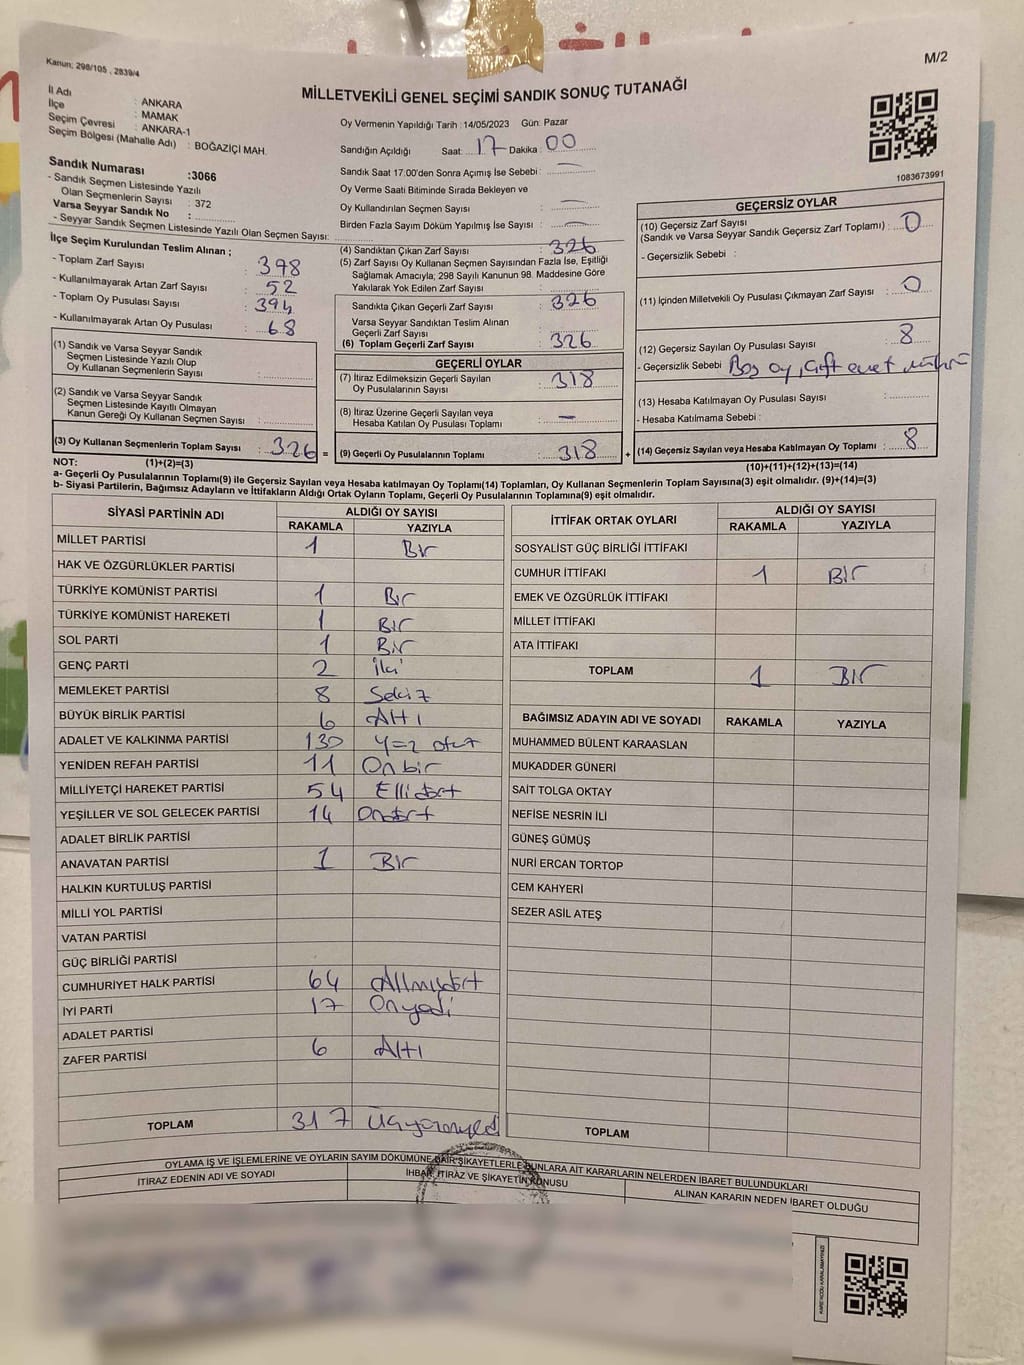 Kanun; 298/105 , 2839/4
M/2
MİLLETVEKİLİ GENEL SEÇİMİ SANDIK SONUÇ TUTANAĞI
İl Adı : ANKARA
İlçe : MAMAK
Seçim Çevresi : ANKARA-1
Seçim Bölgesi (Mahalle Adı) : BOĞAZİÇİ MAH.
Oy Vermenin Yapıldığı Tarih :14/05/2023 Gün: Pazar
Sandığın Açıldığı Saat: 17 Dakika: 00
Sandık Saat 17:00'den Sonra Açımış İse Sebebi : —
Oy Verme Saati Bitiminde Sırada Bekleyen ve
Oy Kullandırılan Seçmen Sayısı : —
Birden Fazla Sayım Döküm Yapılmış İse Sayısı : —
1083673991
Sandık Numarası :3066
- Sandık Seçmen Listesinde Yazılı
Olan Seçmenlerin Sayısı : 372
Varsa Seyyar Sandık No :
- Seyyar Sandık Seçmen Listesinde Yazılı Olan Seçmen Sayısı:
İlçe Seçim Kurulundan Teslim Alınan ;
- Toplam Zarf Sayısı : 398
- Kullanılmayarak Artan Zarf Sayısı : 52
- Toplam Oy Pusulası Sayısı : 394
- Kullanılmayarak Artan Oy Pusulası : 68
(1) Sandık ve Varsa Seyyar Sandık
Seçmen Listesinde Yazılı Olup
Oy Kullanan Seçmenlerin Sayısı :
(2) Sandık ve Varsa Seyyar Sandık
Seçmen Listesinde Kayıtlı Olmayan
Kanun Gereği Oy Kullanan Seçmen Sayısı :
(3) Oy Kullanan Seçmenlerin Toplam Sayısı : 326 =
(4) Sandıktan Çıkan Zarf Sayısı : 326
(5) Zarf Sayısı Oy Kullanan Seçmen Sayısından Fazla İse, Eşitliği
Sağlamak Amacıyla; 298 Sayılı Kanunun 98. Maddesine Göre
Yakılarak Yok Edilen Zarf Sayısı :
Sandıkta Çıkan Geçerli Zarf Sayısı : 326
Varsa Seyyar Sandıktan Teslim Alınan
Geçerli Zarf Sayısı :
(6) Toplam Geçerli Zarf Sayısı : 326
GEÇERLİ OYLAR
(7) İtiraz Edilmeksizin Geçerli Sayılan
Oy Pusulalarının Sayısı : 318
(8) İtiraz Üzerine Geçerli Sayılan veya
Hesaba Katılan Oy Pusulası Toplamı : —
(9) Geçerli Oy Pusulalarının Toplamı : 318 +
GEÇERSİZ OYLAR
(10) Geçersiz Zarf Sayısı
(Sandık ve Varsa Seyyar Sandık Geçersiz Zarf Toplamı) : 0
- Geçersizlik Sebebi :
(11) İçinden Milletvekili Oy Pusulası Çıkmayan Zarf Sayısı : 0
(12) Geçersiz Sayılan Oy Pusulası Sayısı : 8
- Geçersizlik Sebebi : Boş oy, Çift evet mührü
(13) Hesaba Katılmayan Oy Pusulası Sayısı :
- Hesaba Katılmama Sebebi :
(14) Geçersiz Sayılan veya Hesaba Katılmayan Oy Toplamı : 8
NOT: (1)+(2)=(3)
(10)+(11)+(12)+(13)=(14)
a- Geçerli Oy Pusulalarının Toplamı(9) ile Geçersiz Sayılan veya Hesaba katılmayan Oy Toplamı(14) Toplamları, Oy Kullanan Seçmenlerin Toplam Sayısına(3) eşit olmalıdır. (9)+(14)=(3)
b- Siyasi Partilerin, Bağımsız Adayların ve İttifakların Aldığı Ortak Oyların Toplamı, Geçerli Oy Pusulalarının Toplamına(9) eşit olmalıdır.
SİYASİ PARTİNİN ADI ALDIĞI OY SAYISI
RAKAMLA YAZIYLA
MİLLET PARTİSİ 1 Bir
HAK VE ÖZGÜRLÜKLER PARTİSİ
TÜRKİYE KOMÜNİST PARTİSİ 1 Bir
TÜRKİYE KOMÜNİST HAREKETİ 1 Bir
SOL PARTİ 1 Bir
GENÇ PARTİ 2 iki
MEMLEKET PARTİSİ 8 Sekiz
BÜYÜK BİRLİK PARTİSİ 6 Altı
ADALET VE KALKINMA PARTİSİ 130 Yüz otuz
YENİDEN REFAH PARTİSİ 11 On bir
MİLLİYETÇİ HAREKET PARTİSİ 54 Ellidört
YEŞİLLER VE SOL GELECEK PARTİSİ 14 Ondört
ADALET BİRLİK PARTİSİ
ANAVATAN PARTİSİ 1 Bir
HALKIN KURTULUŞ PARTİSİ
MİLLİ YOL PARTİSİ
VATAN PARTİSİ
GÜÇ BİRLİĞİ PARTİSİ
CUMHURİYET HALK PARTİSİ 64 Altmışdört
İYİ PARTİ 17 Onyedi
ADALET PARTİSİ
ZAFER PARTİSİ 6 Altı
TOPLAM 317
İTTİFAK ORTAK OYLARI ALDIĞI OY SAYISI
RAKAMLA YAZIYLA
SOSYALİST GÜÇ BİRLİĞİ İTTİFAKI
CUMHUR İTTİFAKI 1 Bir
EMEK VE ÖZGÜRLÜK İTTİFAKI
MİLLET İTTİFAKI
ATA İTTİFAKI
TOPLAM 1 Bir
BAĞIMSIZ ADAYIN ADI VE SOYADI RAKAMLA YAZIYLA
MUHAMMED BÜLENT KARAASLAN
MUKADDER GÜNERİ
SAİT TOLGA OKTAY
NEFİSE NESRİN İLİ
GÜNEŞ GÜMÜŞ
NURİ ERCAN TORTOP
CEM KAHYERİ
SEZER ASİL ATEŞ
TOPLAM
OYLAMA İŞ VE İŞLEMLERİNE VE OYLARIN SAYIM DÖKÜMÜNE DAİR ŞİKAYETLERLE BUNLARA AİT KARARLARIN NELERDEN İBARET BULUNDUKLARI
İTİRAZ EDENİN ADI VE SOYADI
İHBAR, İTİRAZ VE ŞİKAYETİN KONUSU
ALINAN KARARIN NEDEN İBARET OLDUĞU